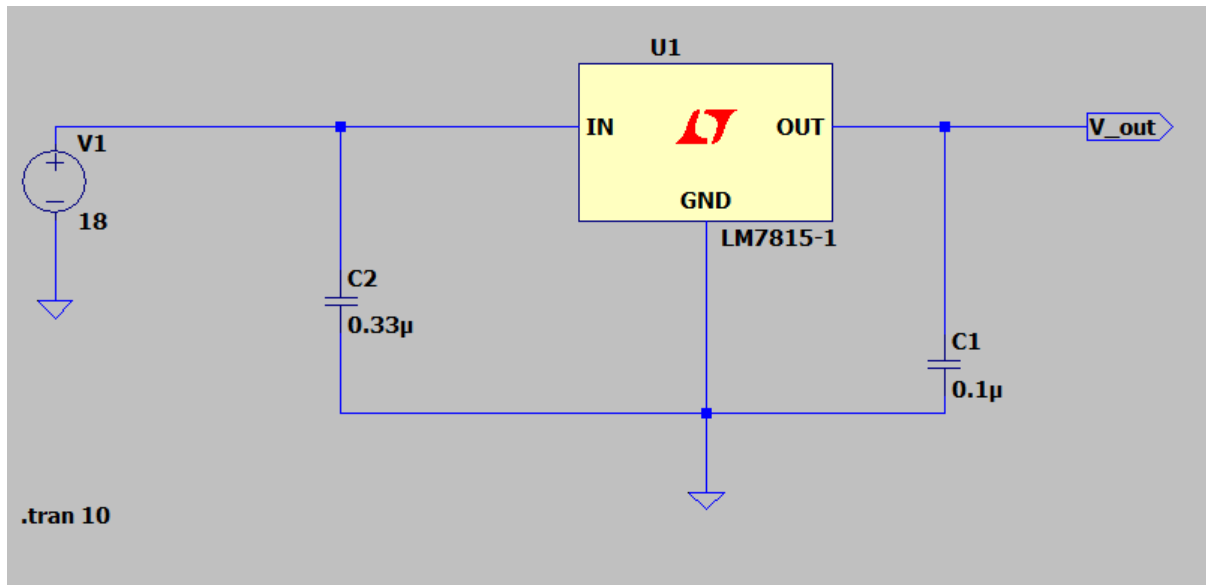 U1
V1
18
IN
OUT
GND
LM7815-1
V_out
C2
0.33µ
C1
0.1µ
.tran 10